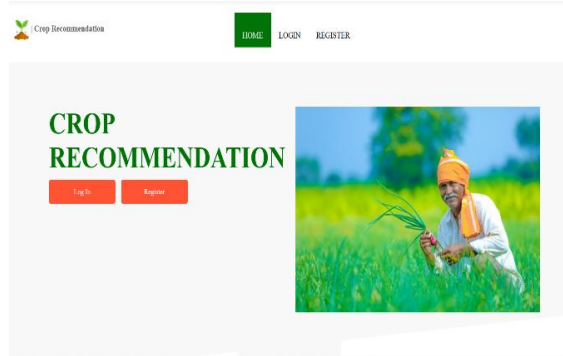 | Crop Recommendation
HOME LOGIN REGISTER
CROP
RECOMMENDATION
Log In Register